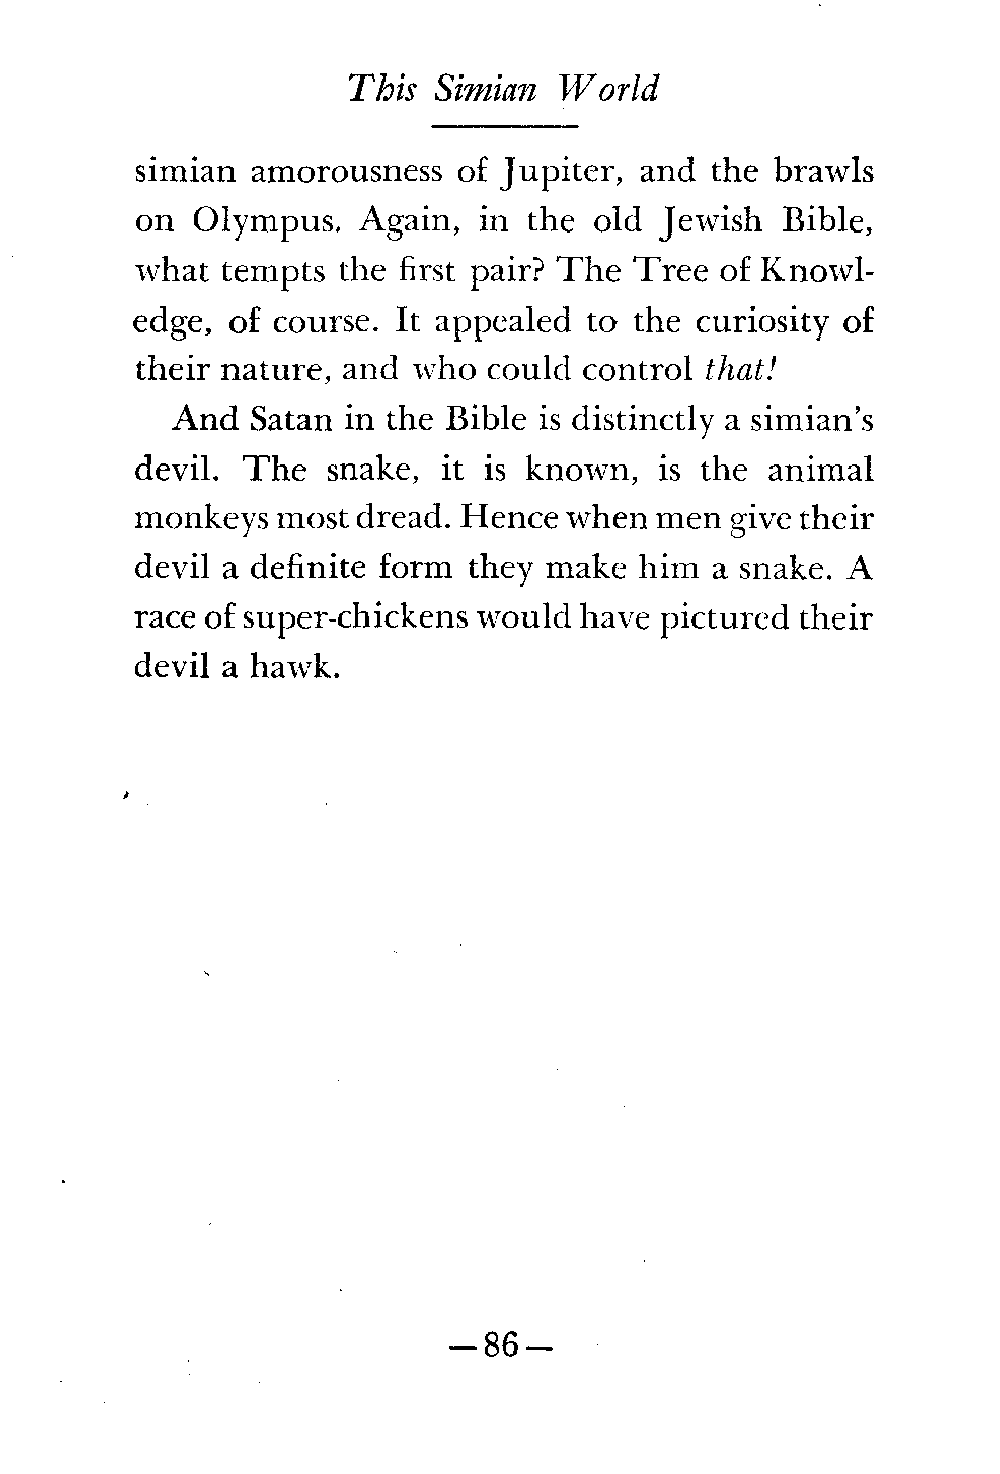 This Simian World
simian amorousness of Jupiter, and the brawls
on Olympus. Again, in the old Jewish Bible,
what tempts the first pair? The Tree of Knowl-
edge, of course. It appealed to the curiosity of
their nature, and who could control that!
And Satan in the Bible is distinctly a simian's
devil. The snake, it is known, is the animal
monkeys most dread. Hence when men give their
devil a definite form they make him a snake. A
race of super-chickens would have pictured their
devil a hawk.
—86—